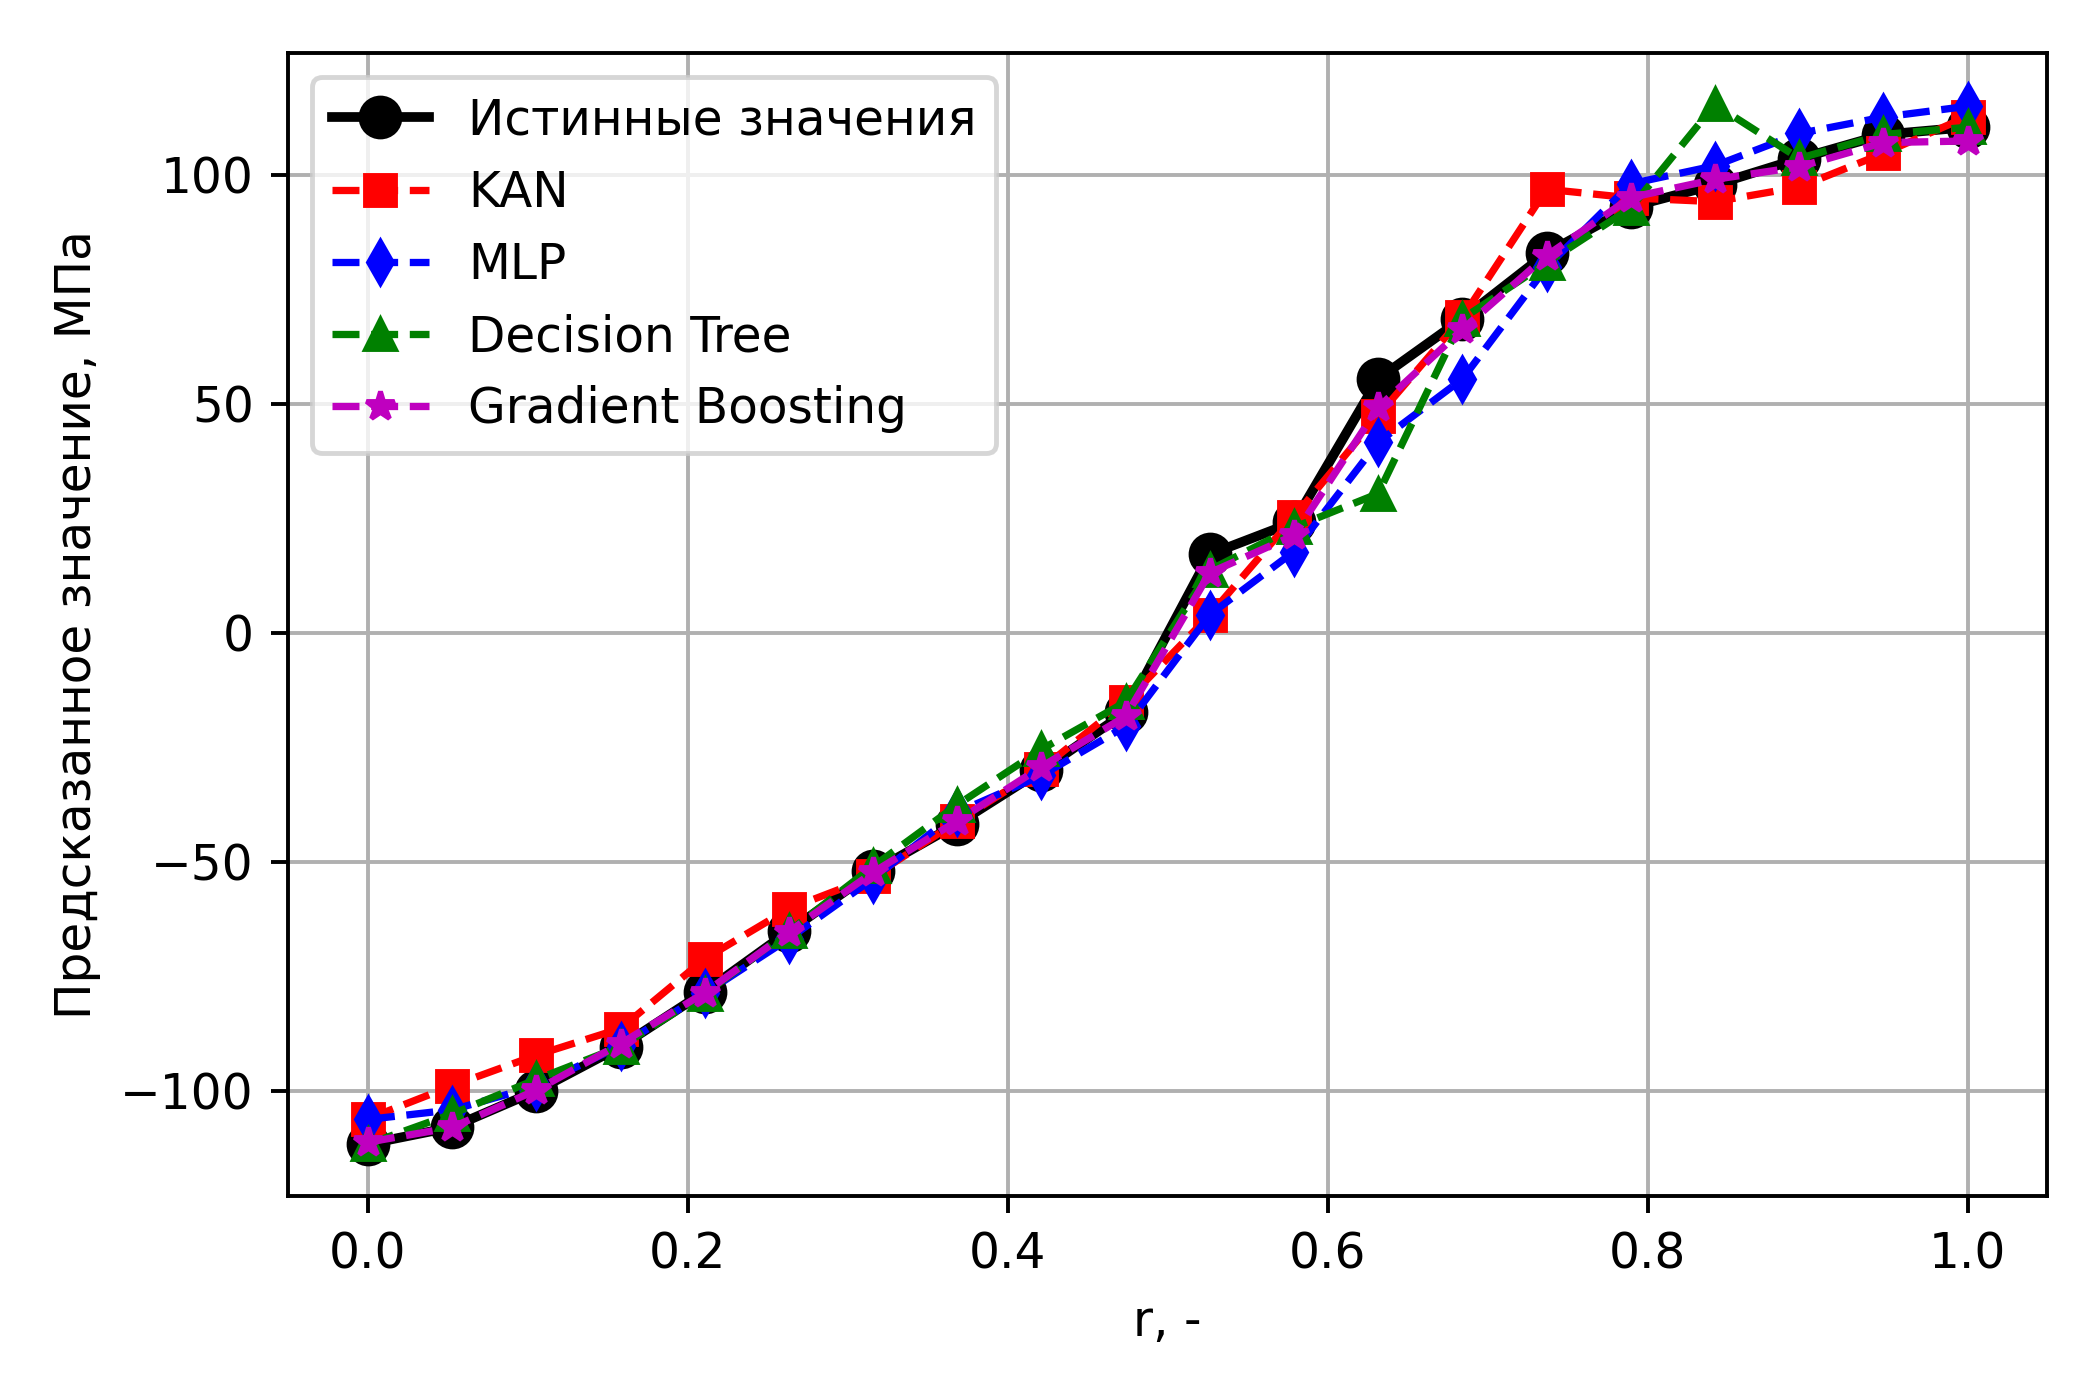 Истинные значения
KAN
MLP
Decision Tree
Gradient Boosting
Предсказанное значение, МПа
100
50
0
−50
−100
0.0 0.2 0.4 0.6 0.8 1.0
r, -